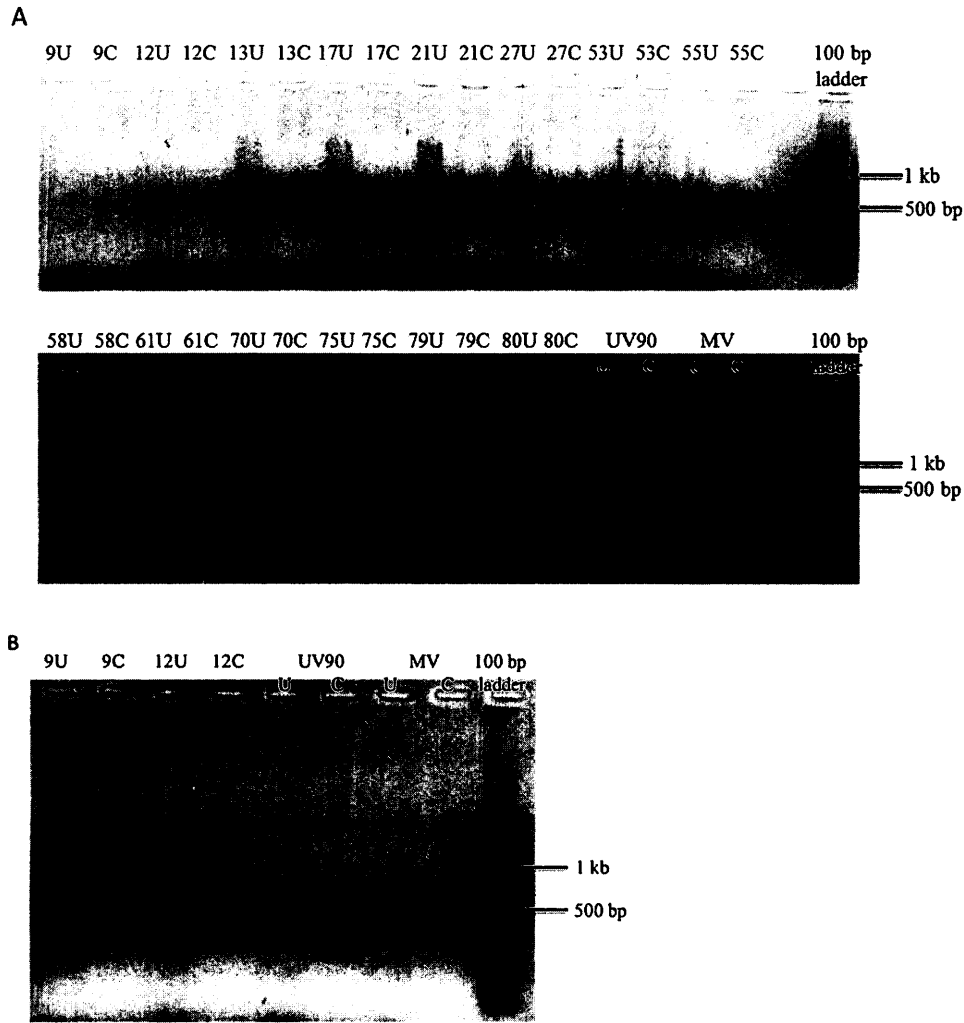 A
9U 9C 12U 12C 13U 13C 17U 17C 21U 21C 27U 27C 53U 53C 55U 55C 100 bp
ladder
1 kb
500 bp
58U 58C 61U 61C 70U 70C 75U 75C 79U 79C 80U 80C UV90 MV 100 bp
C C ladder
1 kb
500 bp
B
9U 9C 12U 12C UV90 MV 100 bp
U C U C ladder
1 kb
500 bp